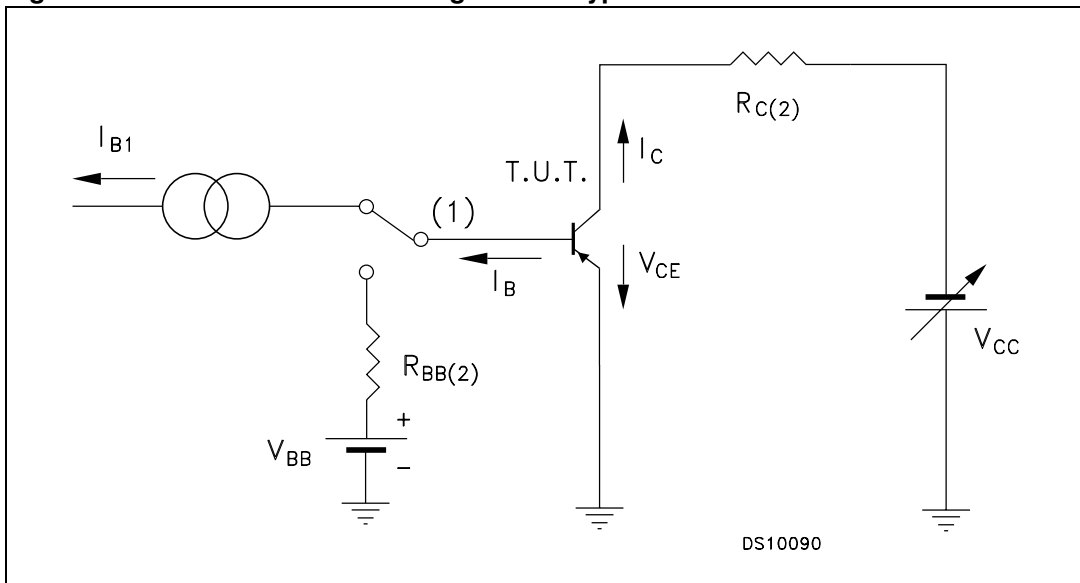 I_B1
R_C(2)
I_C
T.U.T.
(1)
V_CE
I_B
V_CC
R_BB(2)
+
V_BB
−
DS10090